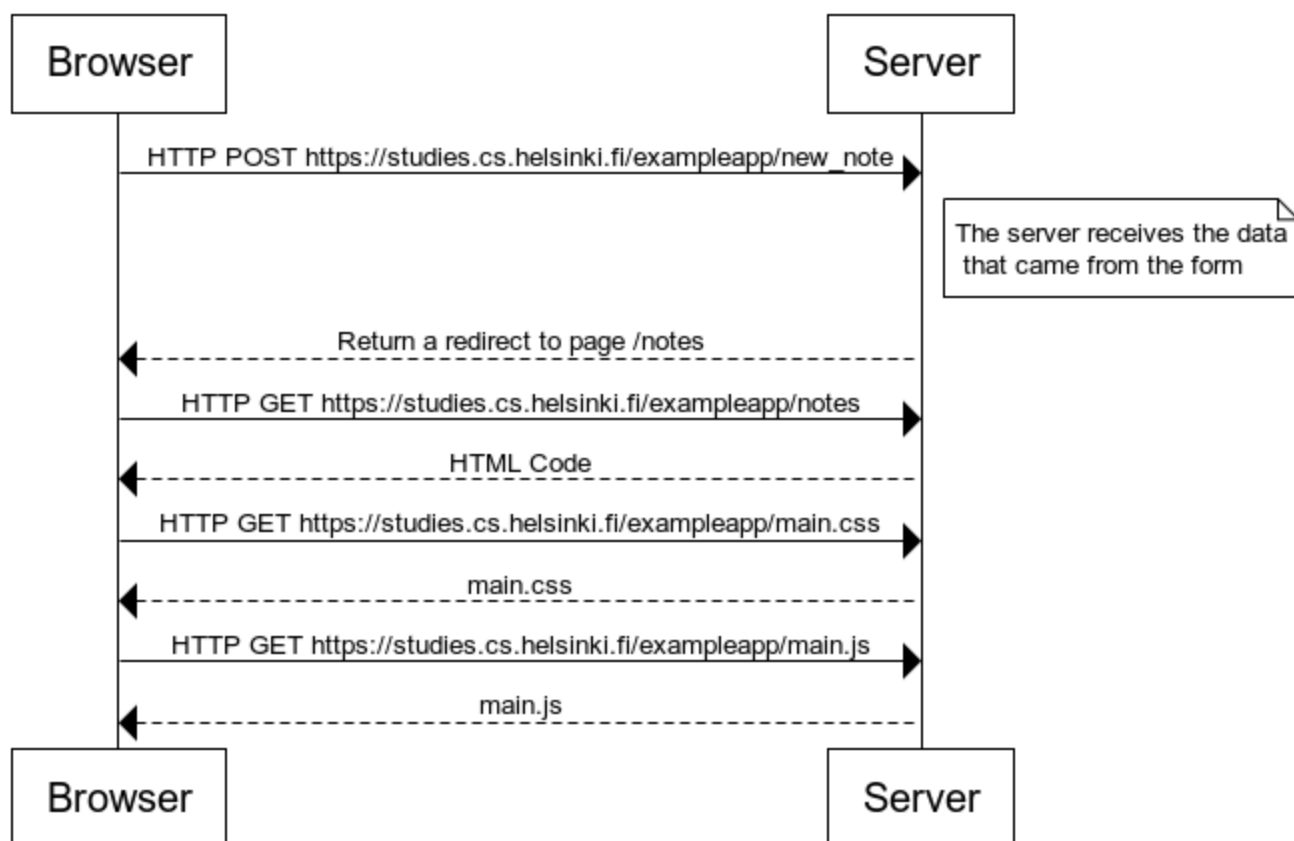 Browser
Server
HTTP POST https://studies.cs.helsinki.fi/exampleapp/new_note
The server receives the data
that came from the form
Return a redirect to page /notes
HTTP GET https://studies.cs.helsinki.fi/exampleapp/notes
HTML Code
HTTP GET https://studies.cs.helsinki.fi/exampleapp/main.css
main.css
HTTP GET https://studies.cs.helsinki.fi/exampleapp/main.js
main.js
Browser
Server